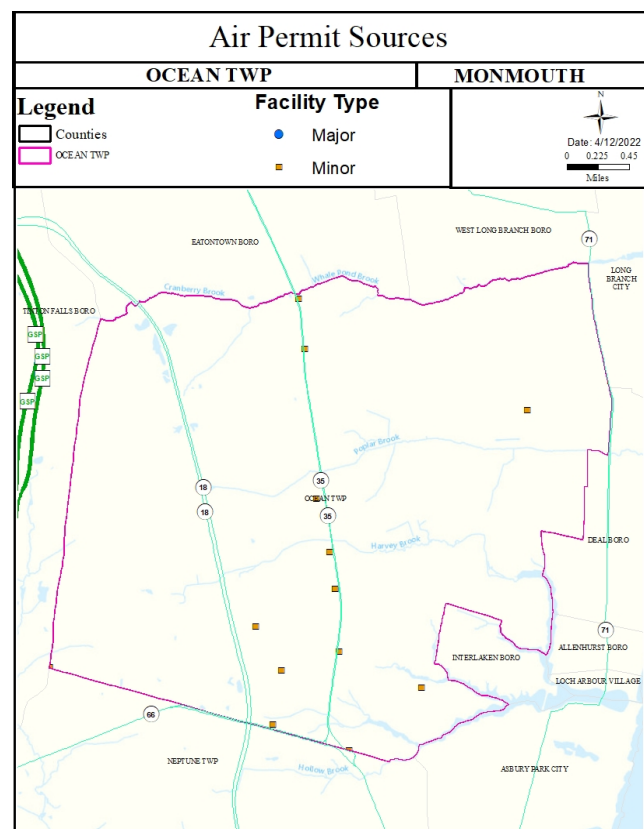 Air Permit Sources
OCEAN TWP
MONMOUTH
Legend
Counties
OCEAN TWP
Facility Type
Major
Minor
N
Date: 4/12/2022
0 0.225 0.45
Miles
WEST LONG BRANCH BORO
EATONTOWN BORO
71
LONG
BRANCH
CITY
Whale Pond Brook
Cranberry Brook
TINTON FALLS BORO
GSP
GSP
GSP
GSP
Poplar Brook
35
18
OCEAN TWP
18
35
DEAL BORO
Harvey Brook
71
ALLENHURST BORO
INTERLAKEN BORO
LOCH ARBOUR VILLAGE
66
NEPTUNE TWP
Hollow Brook
ASBURY PARK CITY